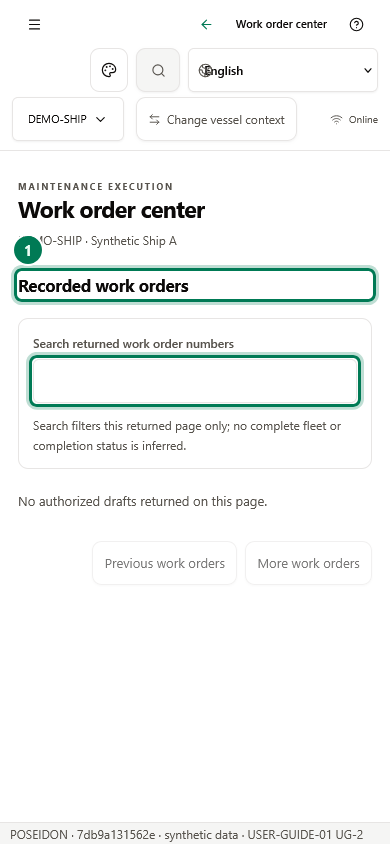 Work order center
English
DEMO-SHIP
Change vessel context
Online
MAINTENANCE EXECUTION
Work order center
MO-SHIP · Synthetic Ship A
1
Recorded work orders
Search returned work order numbers
Search filters this returned page only; no complete fleet or
completion status is inferred.
No authorized drafts returned on this page.
Previous work orders
More work orders
POSEIDON · 7db9a131562e · synthetic data · USER-GUIDE-01 UG-2